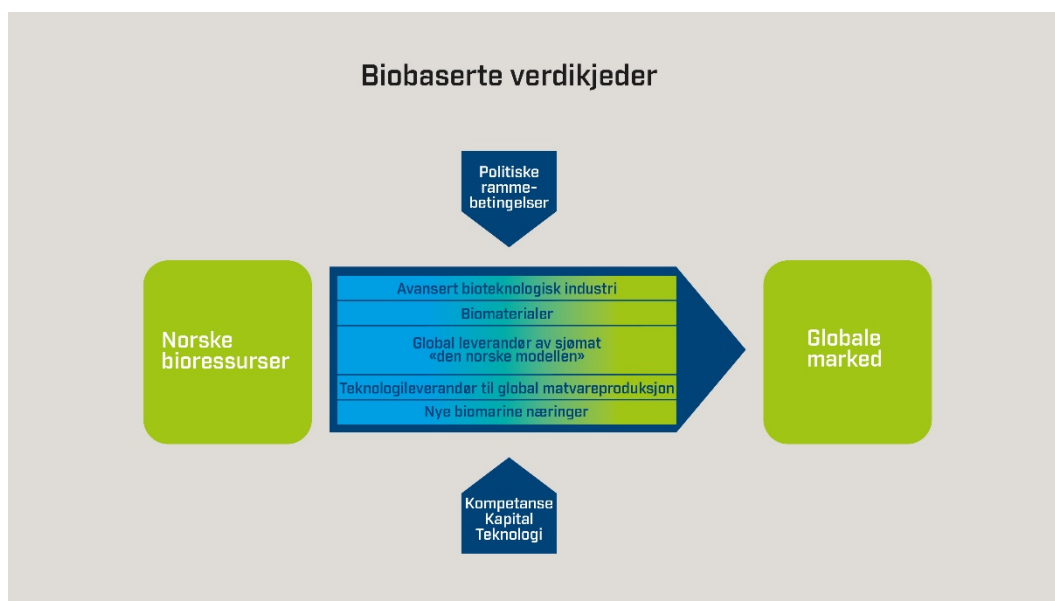 Biobaserte verdikjeder
Politiske
ramme-
betingelser
Norske
bioressurser
Avansert bioteknologisk industri
Biomaterialer
Global leverandør av sjømat
«den norske modellen»
Teknologileverandør til global matvareproduksjon
Nye biomarine næringer
Globale
marked
Kompetanse
Kapital
Teknologi